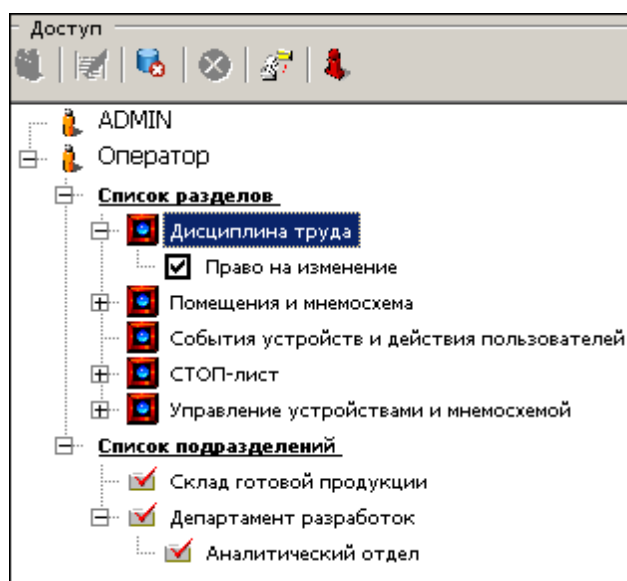 Доступ
ADMIN
Оператор
Список разделов
Дисциплина труда
Право на изменение
Помещения и мнемосхема
События устройств и действия пользователей
СТОП-лист
Управление устройствами и мнемосхемой
Список подразделений
Склад готовой продукции
Департамент разработок
Аналитический отдел